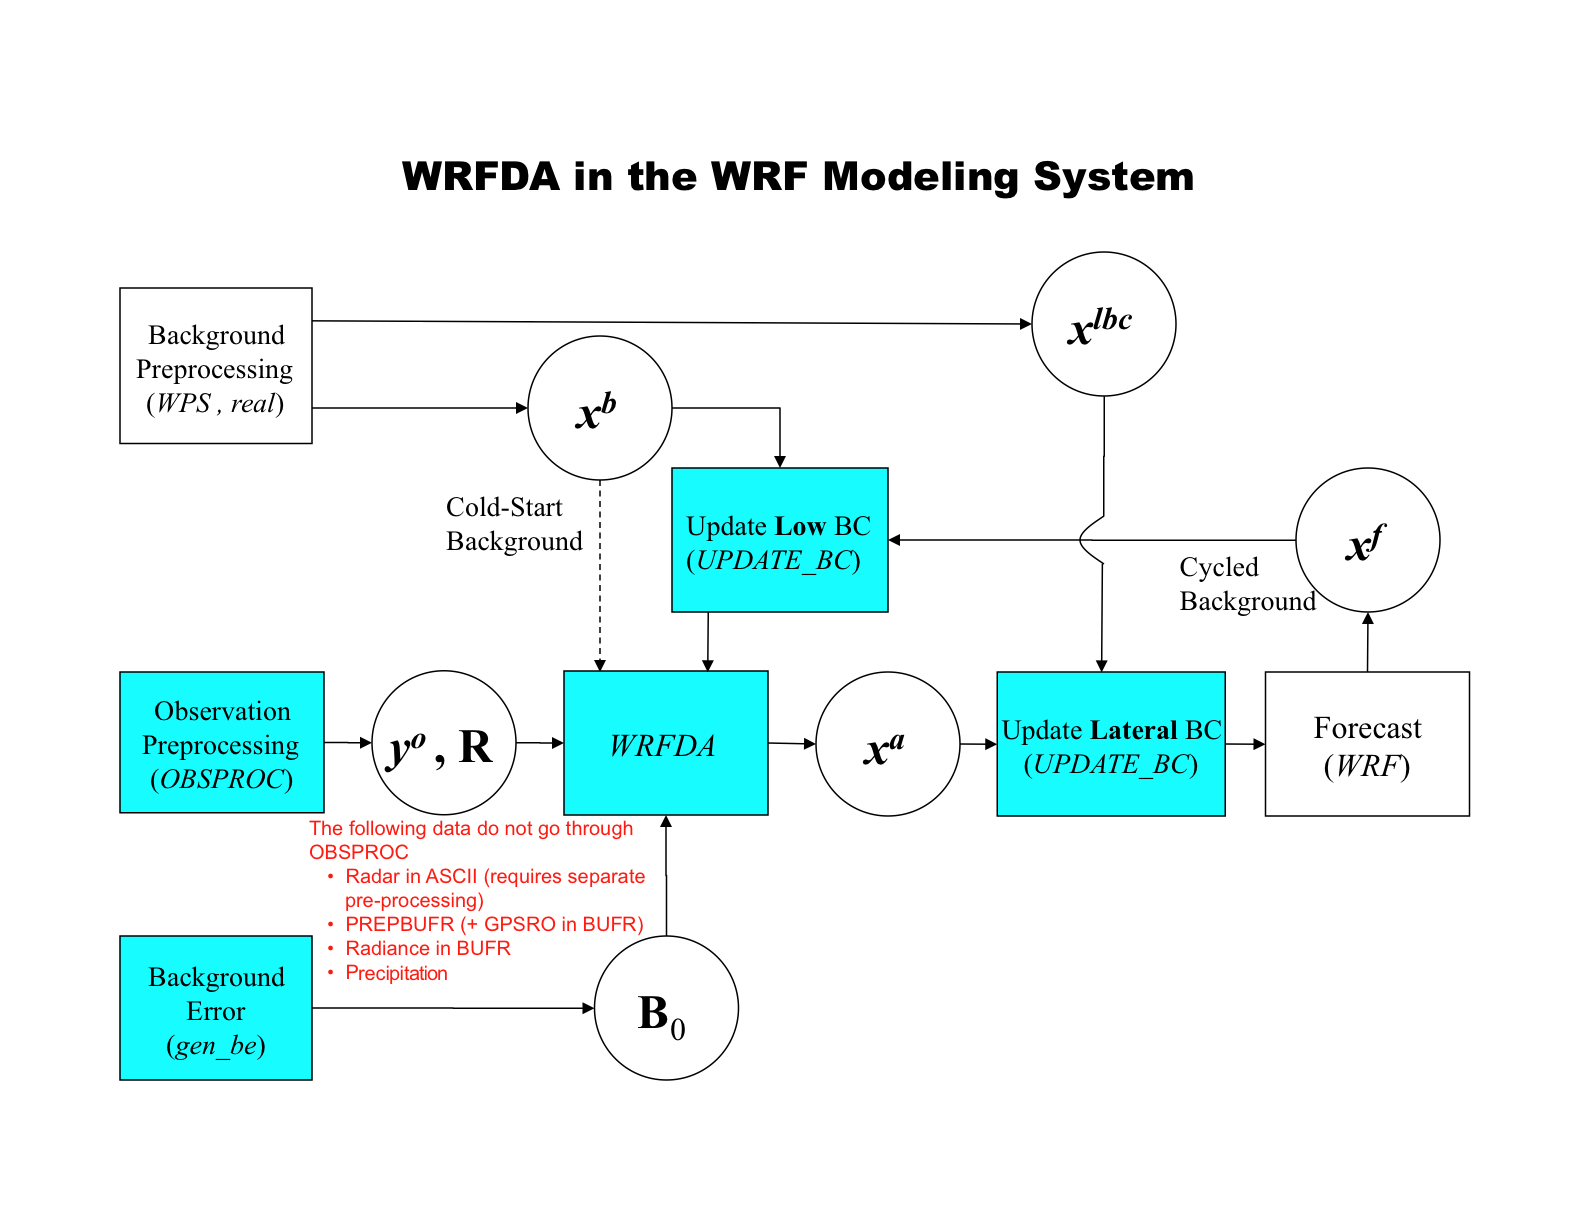 WRFDA in the WRF Modeling System
x^lbc
Background
Preprocessing
(WPS , real)
x^b
Cold-Start
Background
Update Low BC
(UPDATE_BC)
x^f
Cycled
Background
Observation
Preprocessing
(OBSPROC)
y^o , R
WRFDA
x^a
Update Lateral BC
(UPDATE_BC)
Forecast
(WRF)
The following data do not go through
OBSPROC
• Radar in ASCII (requires separate
pre-processing)
• PREPBUFR (+ GPSRO in BUFR)
• Radiance in BUFR
• Precipitation
Background
Error
(gen_be)
B_0